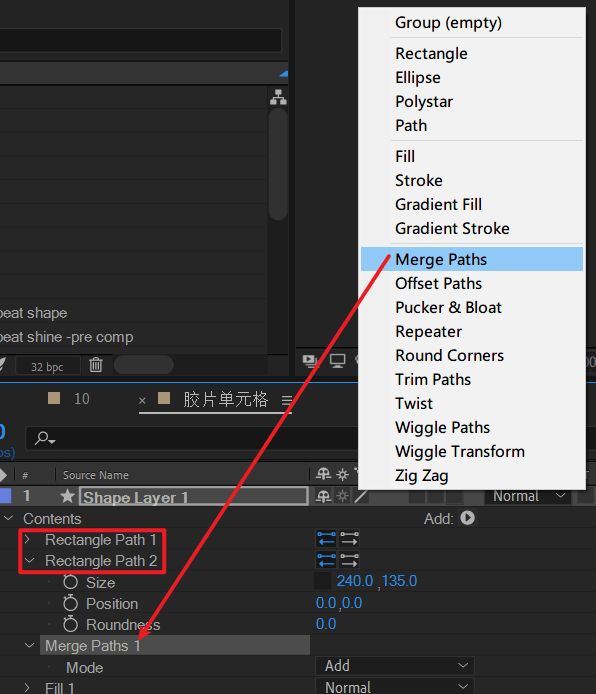 Group (empty)
Rectangle
Ellipse
Polystar
Path
Fill
Stroke
Gradient Fill
Gradient Stroke
Merge Paths
Offset Paths
Pucker & Bloat
Repeater
Round Corners
Trim Paths
Twist
Wiggle Paths
Wiggle Transform
Zig Zag
eat shape
eat shine -pre comp
32 bpc
10 × 胶片单元格
# Source Name
1 Shape Layer 1 Normal
Contents Add:
Rectangle Path 1
Rectangle Path 2
Size 240.0 ,135.0
Position 0.0 ,0.0
Roundness 0.0
Merge Paths 1
Mode Add
Fill 1 Normal